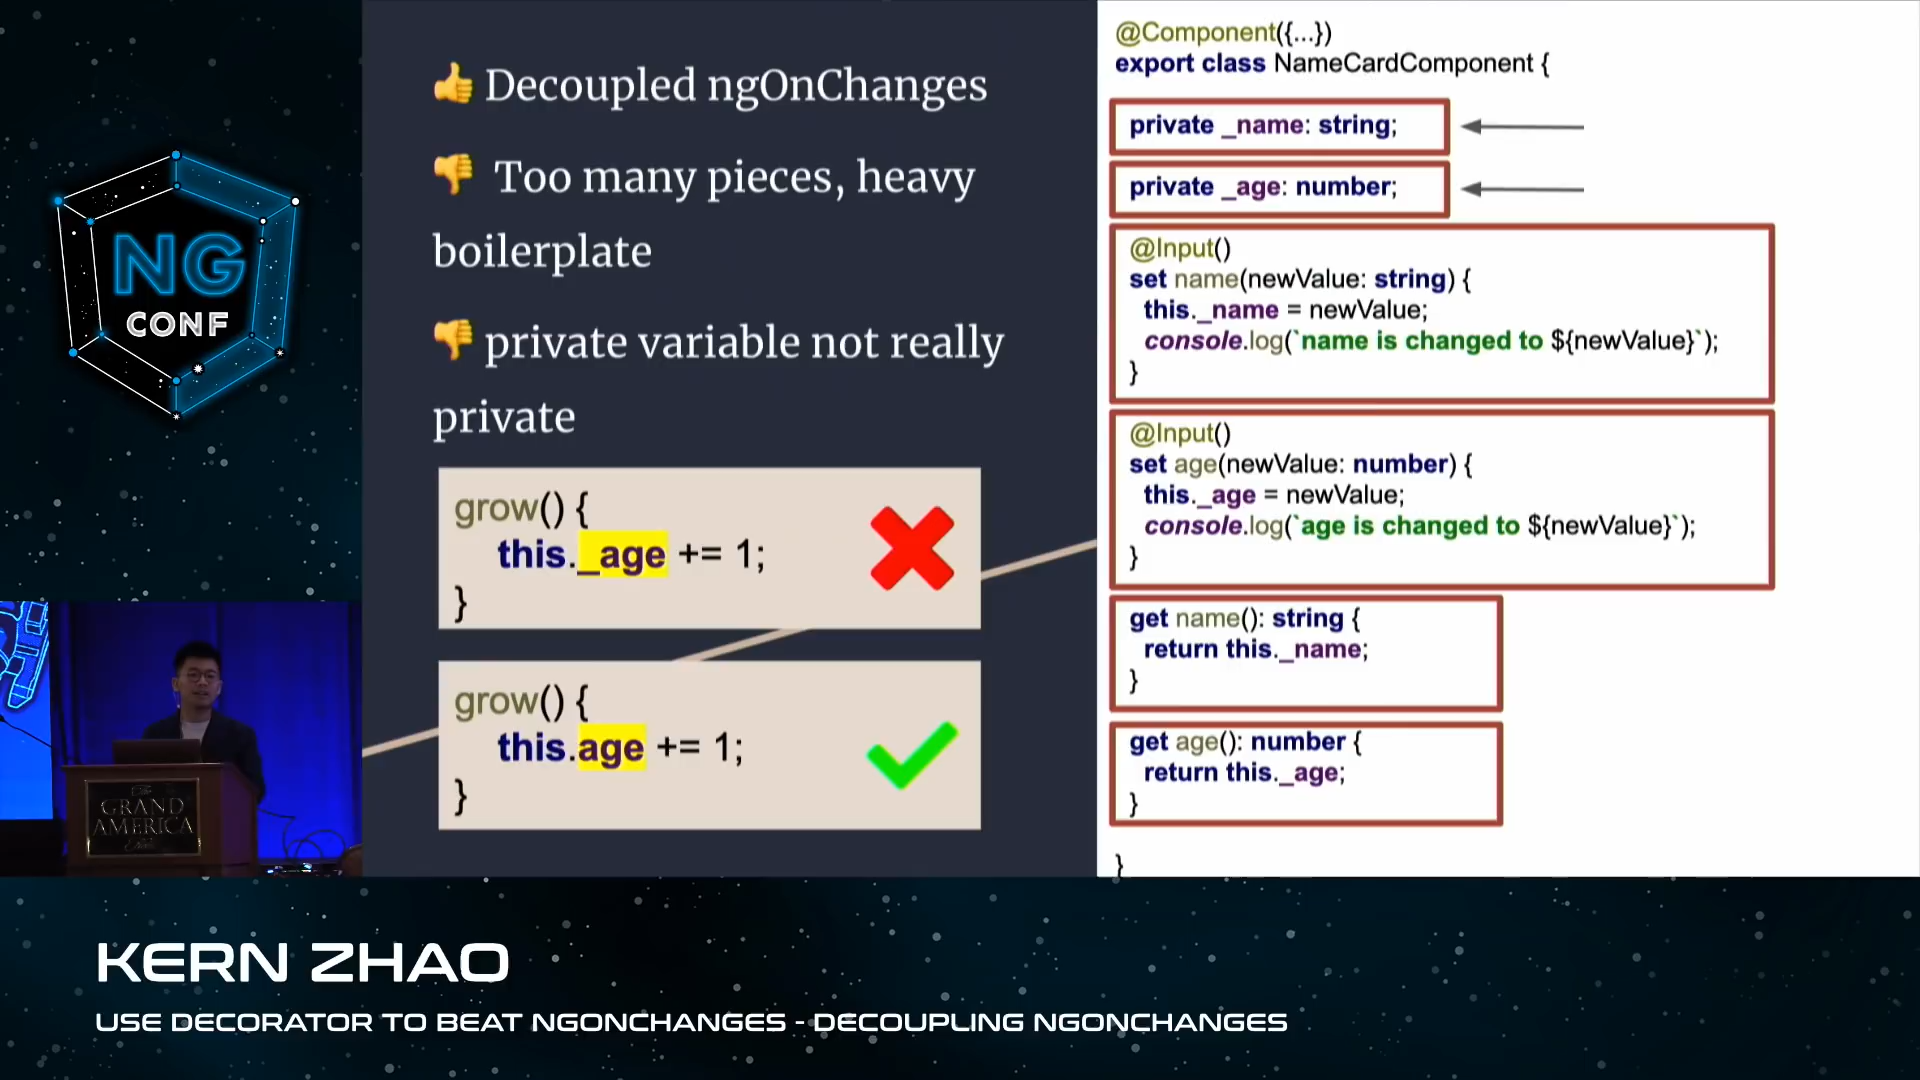 NG
CONF
👍 Decoupled ngOnChanges
👎 Too many pieces, heavy
boilerplate
👎 private variable not really
private
grow() {
this._age += 1;
}
grow() {
this.age += 1;
}
@Component({...})
export class NameCardComponent {
private _name: string;
private _age: number;
@Input()
set name(newValue: string) {
this._name = newValue;
console.log(`name is changed to ${newValue}`);
}
@Input()
set age(newValue: number) {
this._age = newValue;
console.log(`age is changed to ${newValue}`);
}
get name(): string {
return this._name;
}
get age(): number {
return this._age;
}
}
The
GRAND
AMERICA
KERN ZHAO
USE DECORATOR TO BEAT NGONCHANGES - DECOUPLING NGONCHANGES